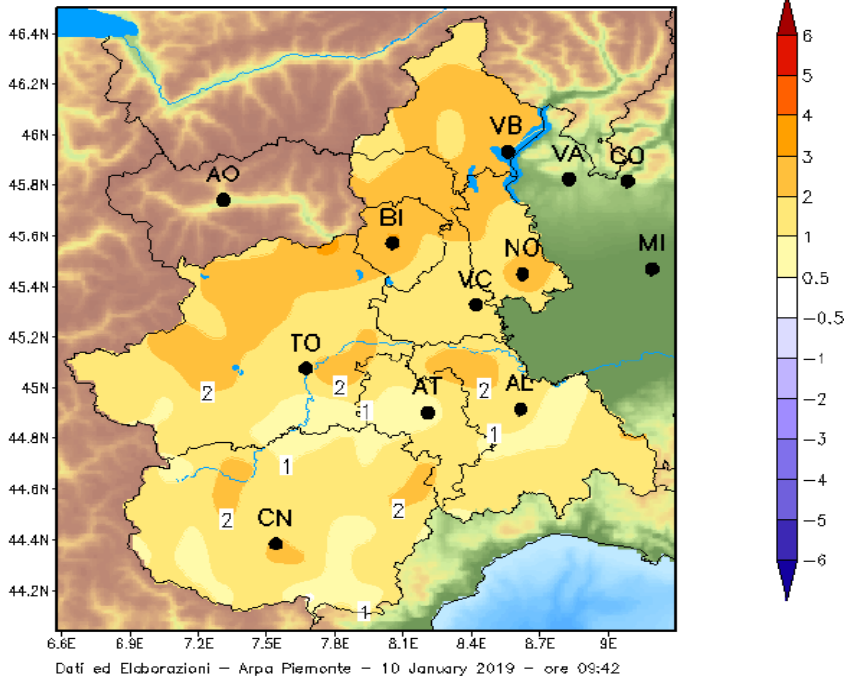 46.4N
46.2N
46N
45.8N
45.6N
45.4N
45.2N
45N
44.8N
44.6N
44.4N
44.2N
VB
VA
CO
AO
BI
NO
MI
VC
TO
2
2
2
AT
AL
1
1
1
2
2
CN
1
6.6E 6.9E 7.2E 7.5E 7.8E 8.1E 8.4E 8.7E 9E
6
5
4
3
2
1
0.5
−0.5
−1
−2
−3
−4
−5
−6
Dati ed Elaborazioni − Arpa Piemonte − 10 January 2019 − ore 09:42